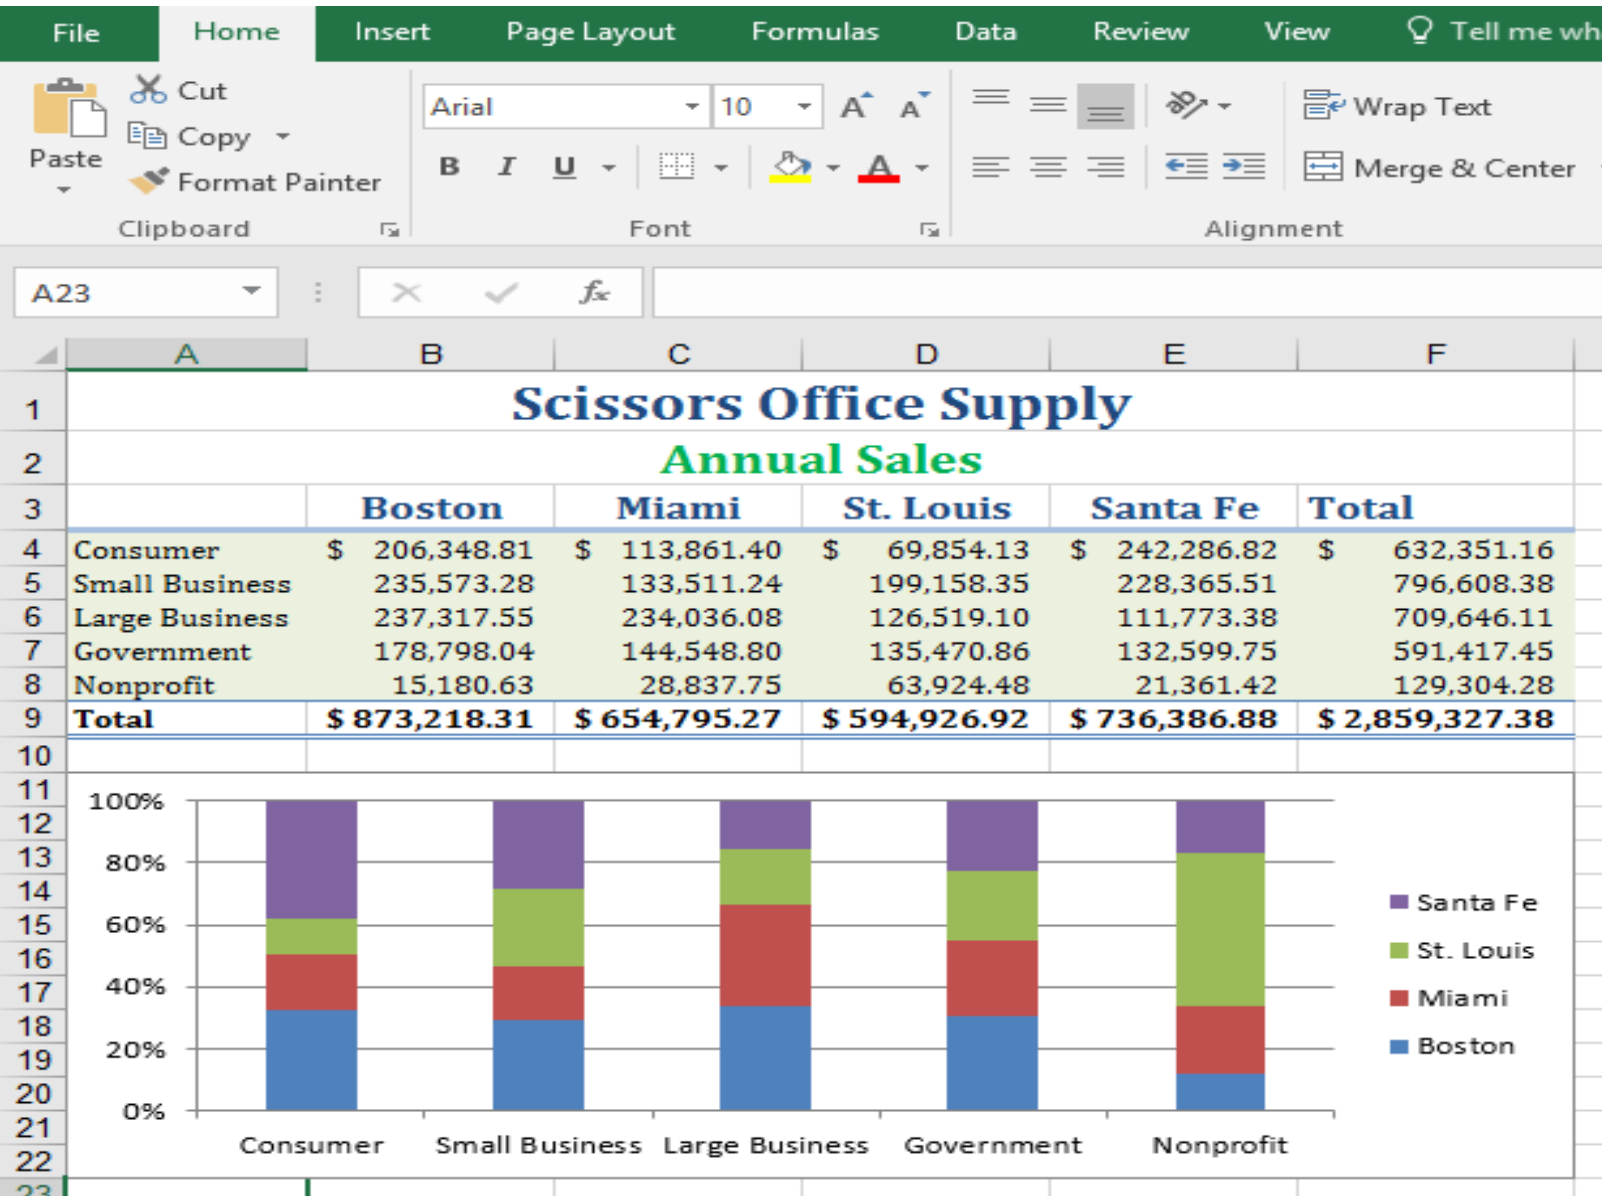 File Home Insert Page Layout Formulas Data Review View Tell me wh
Cut
Copy
Paste
Format Painter
Clipboard
Arial 10 A A
B I U A
Font
Wrap Text
Merge & Center
Alignment
A23 fx
A B C D E F
1 Scissors Office Supply
2 Annual Sales
3 Boston Miami St. Louis Santa Fe Total
4 Consumer $ 206,348.81 $ 113,861.40 $ 69,854.13 $ 242,286.82 $ 632,351.16
5 Small Business 235,573.28 133,511.24 199,158.35 228,365.51 796,608.38
6 Large Business 237,317.55 234,036.08 126,519.10 111,773.38 709,646.11
7 Government 178,798.04 144,548.80 135,470.86 132,599.75 591,417.45
8 Nonprofit 15,180.63 28,837.75 63,924.48 21,361.42 129,304.28
9 Total $ 873,218.31 $ 654,795.27 $ 594,926.92 $ 736,386.88 $ 2,859,327.38
10
11
12
13
14
15
16
17
18
19
20
21
22
23
100%
80%
60%
40%
20%
0%
Consumer Small Business Large Business Government Nonprofit
Santa Fe
St. Louis
Miami
Boston